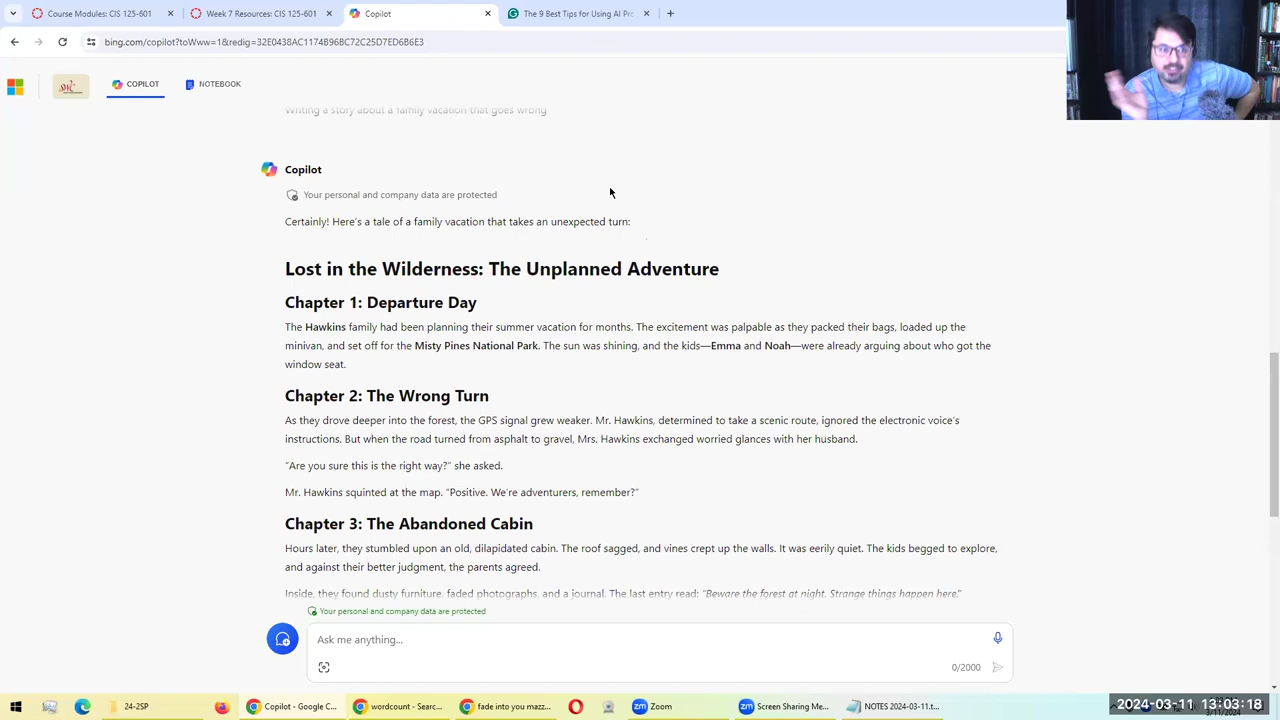 Course Modules: CIS 125-601
Week 7 Resources: CIS 125-601
Copilot
The 9 Best Tips for Using AI Pro
bing.com/copilot?toWww=1&redig=32E0438AC1174B96BC72C25D7ED6B6E3
COPILOT
NOTEBOOK
Writing a story about a family vacation that goes wrong
Copilot
Your personal and company data are protected
Certainly! Here's a tale of a family vacation that takes an unexpected turn:
Lost in the Wilderness: The Unplanned Adventure
Chapter 1: Departure Day
The Hawkins family had been planning their summer vacation for months. The excitement was palpable as they packed their bags, loaded up the
minivan, and set off for the Misty Pines National Park. The sun was shining, and the kids—Emma and Noah—were already arguing about who got the
window seat.
Chapter 2: The Wrong Turn
As they drove deeper into the forest, the GPS signal grew weaker. Mr. Hawkins, determined to take a scenic route, ignored the electronic voice's
instructions. But when the road turned from asphalt to gravel, Mrs. Hawkins exchanged worried glances with her husband.
"Are you sure this is the right way?" she asked.
Mr. Hawkins squinted at the map. "Positive. We're adventurers, remember?"
Chapter 3: The Abandoned Cabin
Hours later, they stumbled upon an old, dilapidated cabin. The roof sagged, and vines crept up the walls. It was eerily quiet. The kids begged to explore,
and against their better judgment, the parents agreed.
Inside, they found dusty furniture, faded photographs, and a journal. The last entry read: "Beware the forest at night. Strange things happen here."
Your personal and company data are protected
Ask me anything...
0/2000
24-2SP
Copilot - Google C...
wordcount - Searc...
fade into you mazz...
Zoom
Screen Sharing Me...
NOTES 2024-03-11.t...
2024-03-11 13:03:18